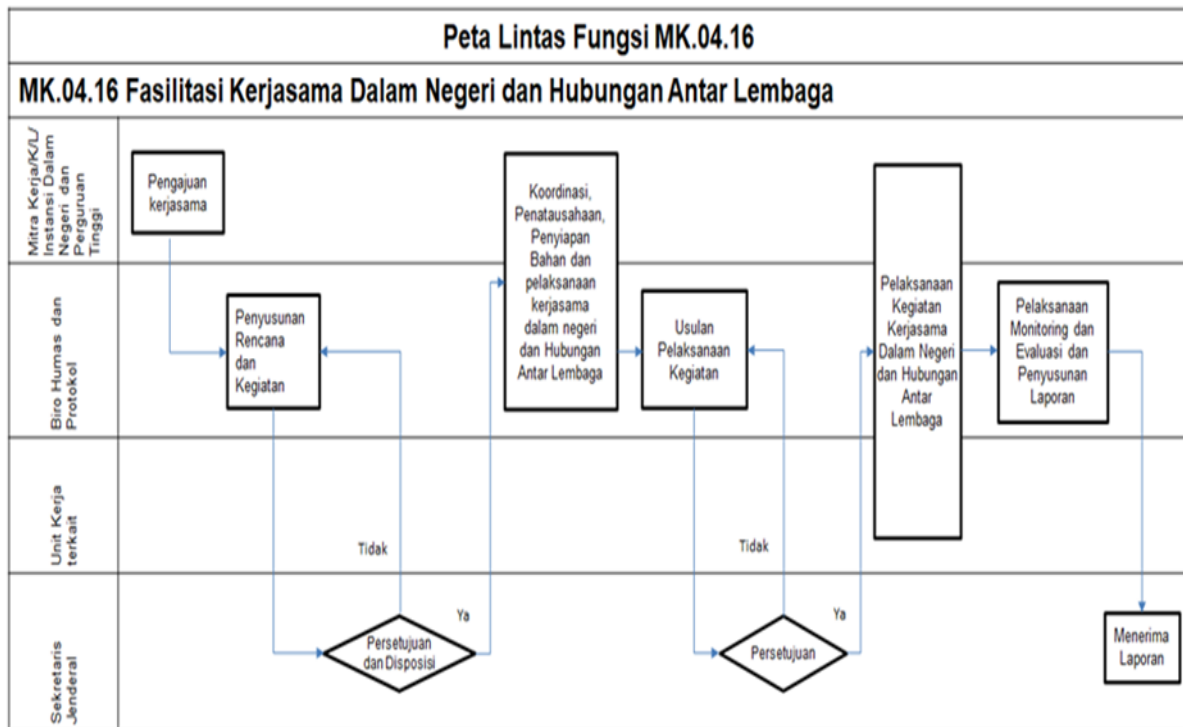 Peta Lintas Fungsi MK.04.16
MK.04.16 Fasilitasi Kerjasama Dalam Negeri dan Hubungan Antar Lembaga
Mitra Kerja/K/L/
Instansi Dalam
Negeri dan
Perguruan
Tinggi
Pengajuan
kerjasama
Koordinasi,
Penatausahaan,
Penyiapan
Bahan dan
pelaksanaan
kerjasama
dalam negeri
dan Hubungan
Antar Lembaga
Pelaksanaan
Kegiatan
Kerjasama
Dalam Negeri
dan Hubungan
Antar
Lembaga
Biro Humas dan
Protokol
Penyusunan
Rencana
dan
Kegiatan
Usulan
Pelaksanaan
Kegiatan
Pelaksanaan
Monitoring dan
Evaluasi dan
Penyusunan
Laporan
Unit Kerja
terkait
Tidak
Tidak
Sekretaris
Jenderal
Persetujuan
dan Disposisi
Ya
Persetujuan
Ya
Menerima
Laporan